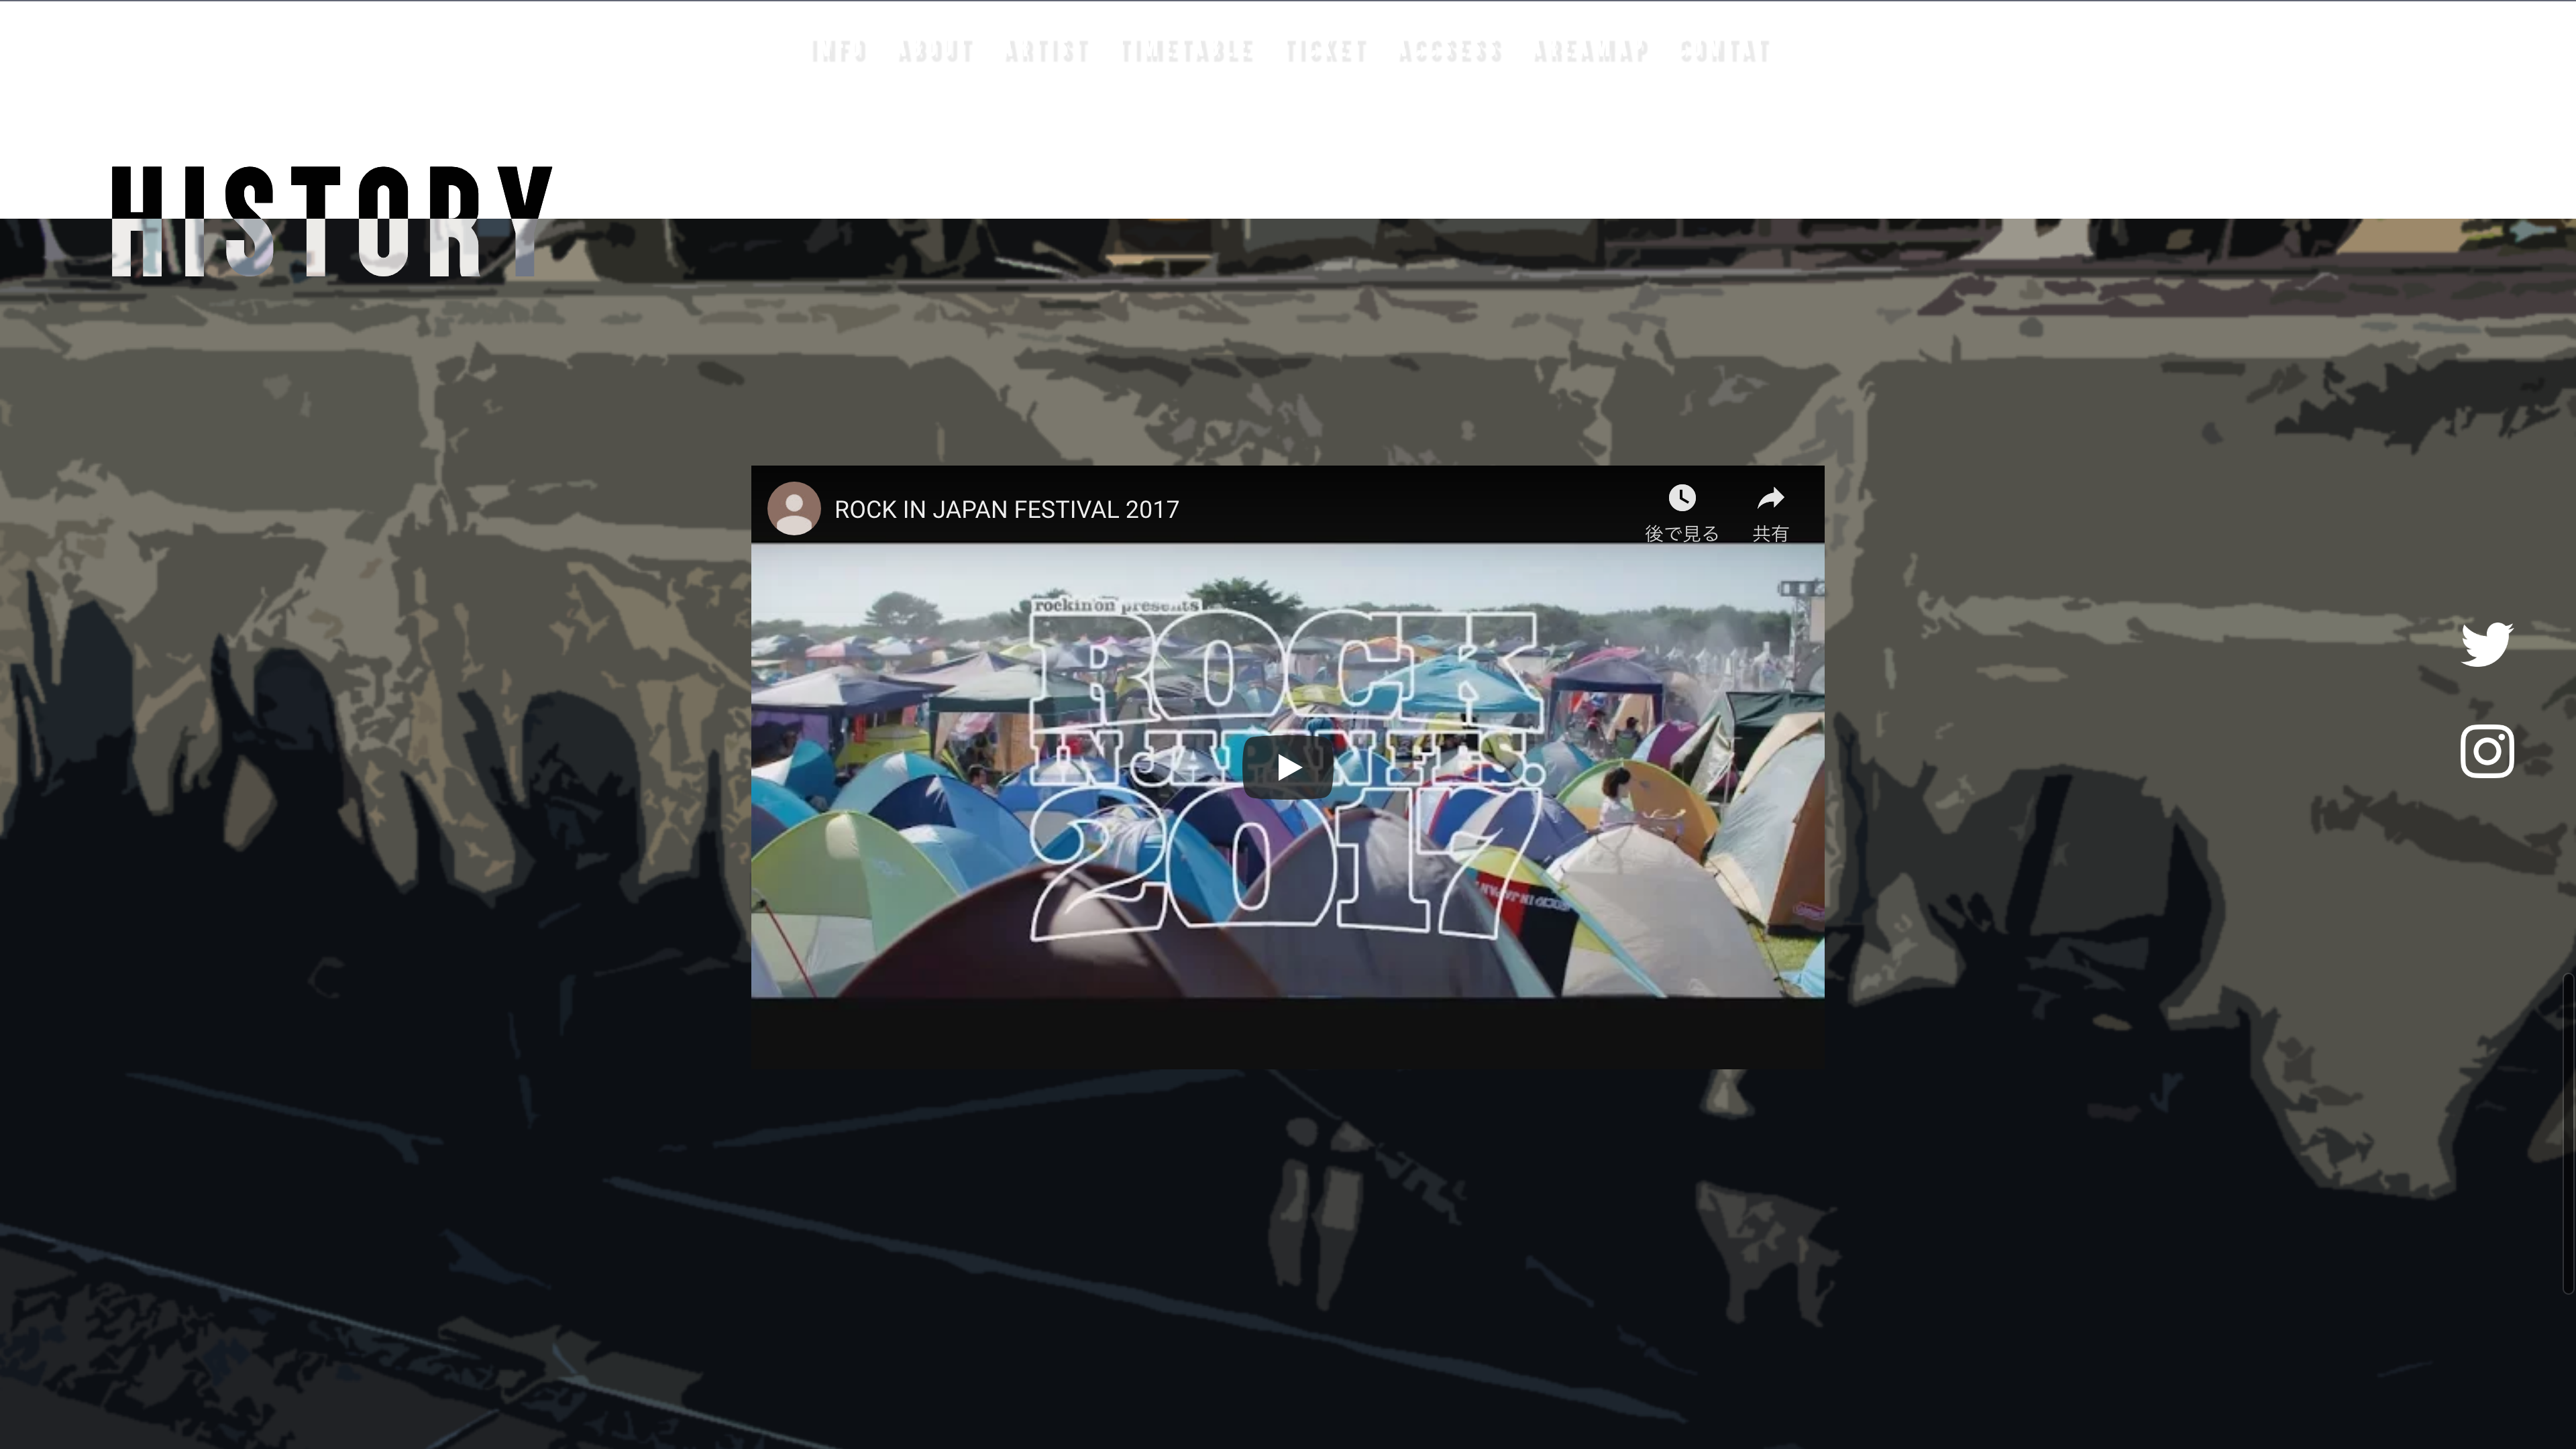 INFO ABOUT ARTIST TIMETABLE TICKET ACCSESS AREAMAP CONTAT
HISTORY
ROCK IN JAPAN FESTIVAL 2017
後で見る 共有
rockin'on presents
ROCK
IN JAPAN FES.
2017